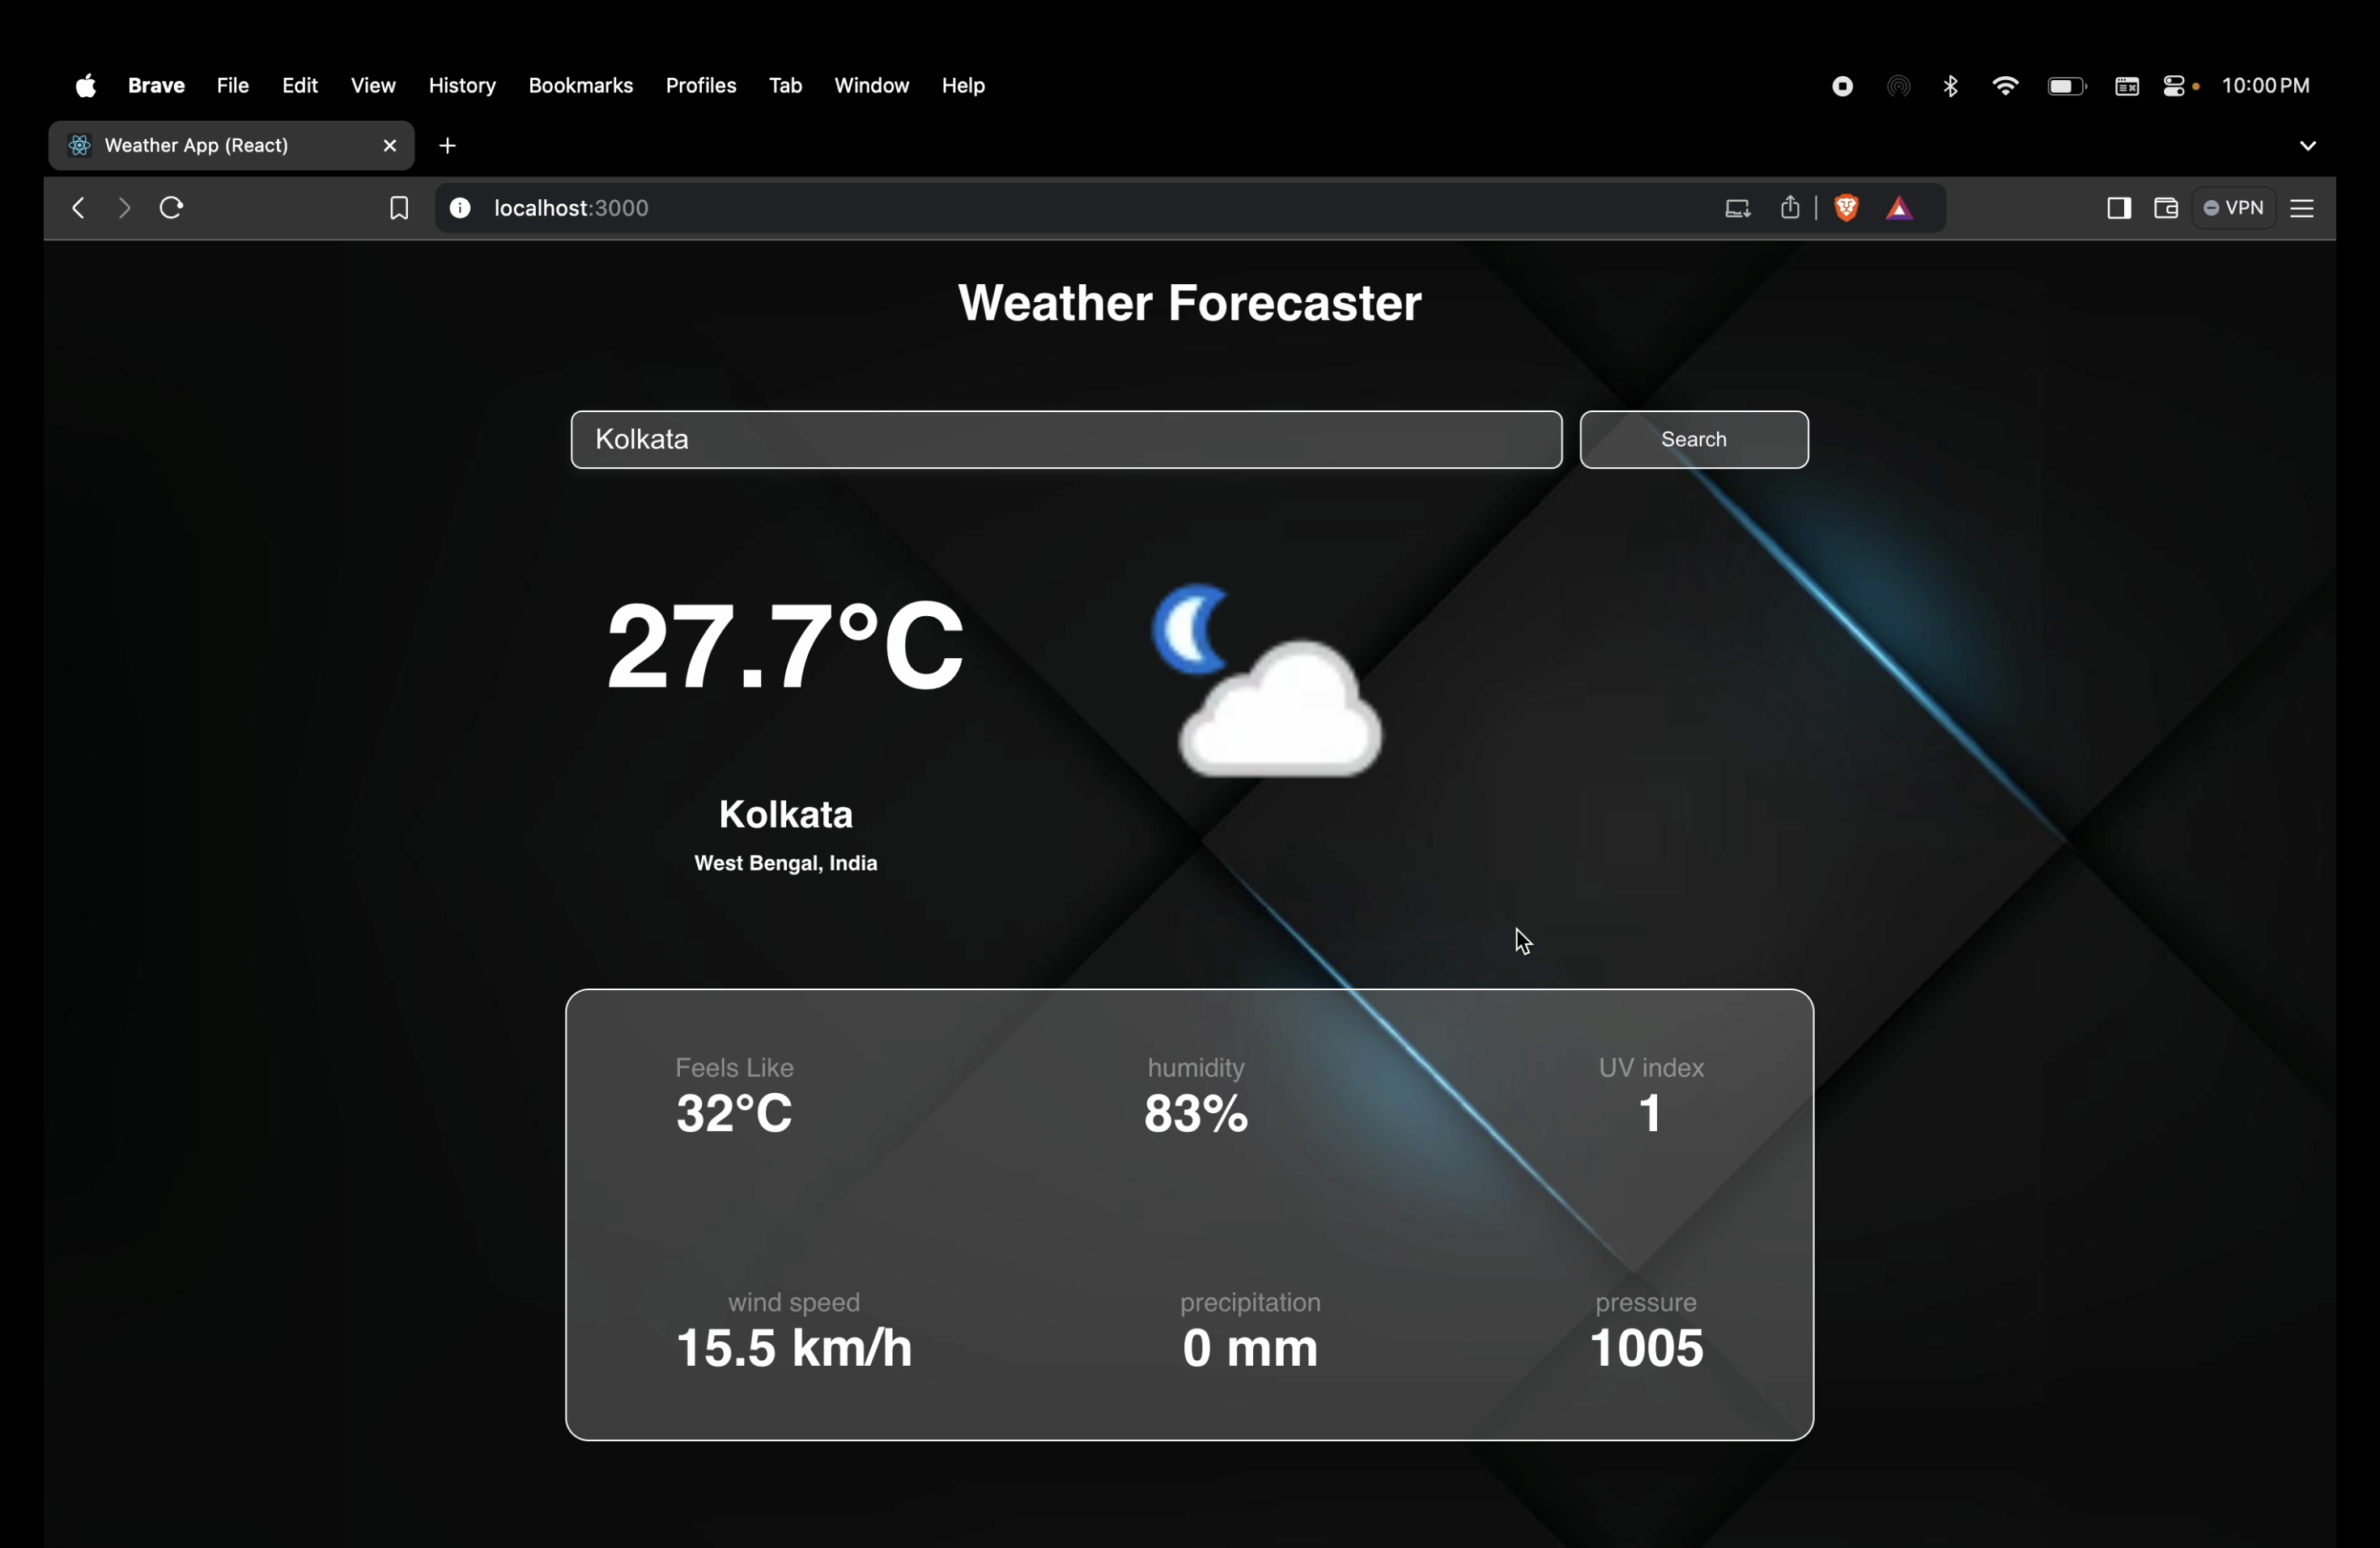 Brave File Edit View History Bookmarks Profiles Tab Window Help 10:00 PM
Weather App (React)
localhost:3000 VPN
Weather Forecaster
Kolkata Search
27.7°C
Kolkata
West Bengal, India
Feels Like humidity UV index
32°C 83% 1
wind speed precipitation pressure
15.5 km/h 0 mm 1005